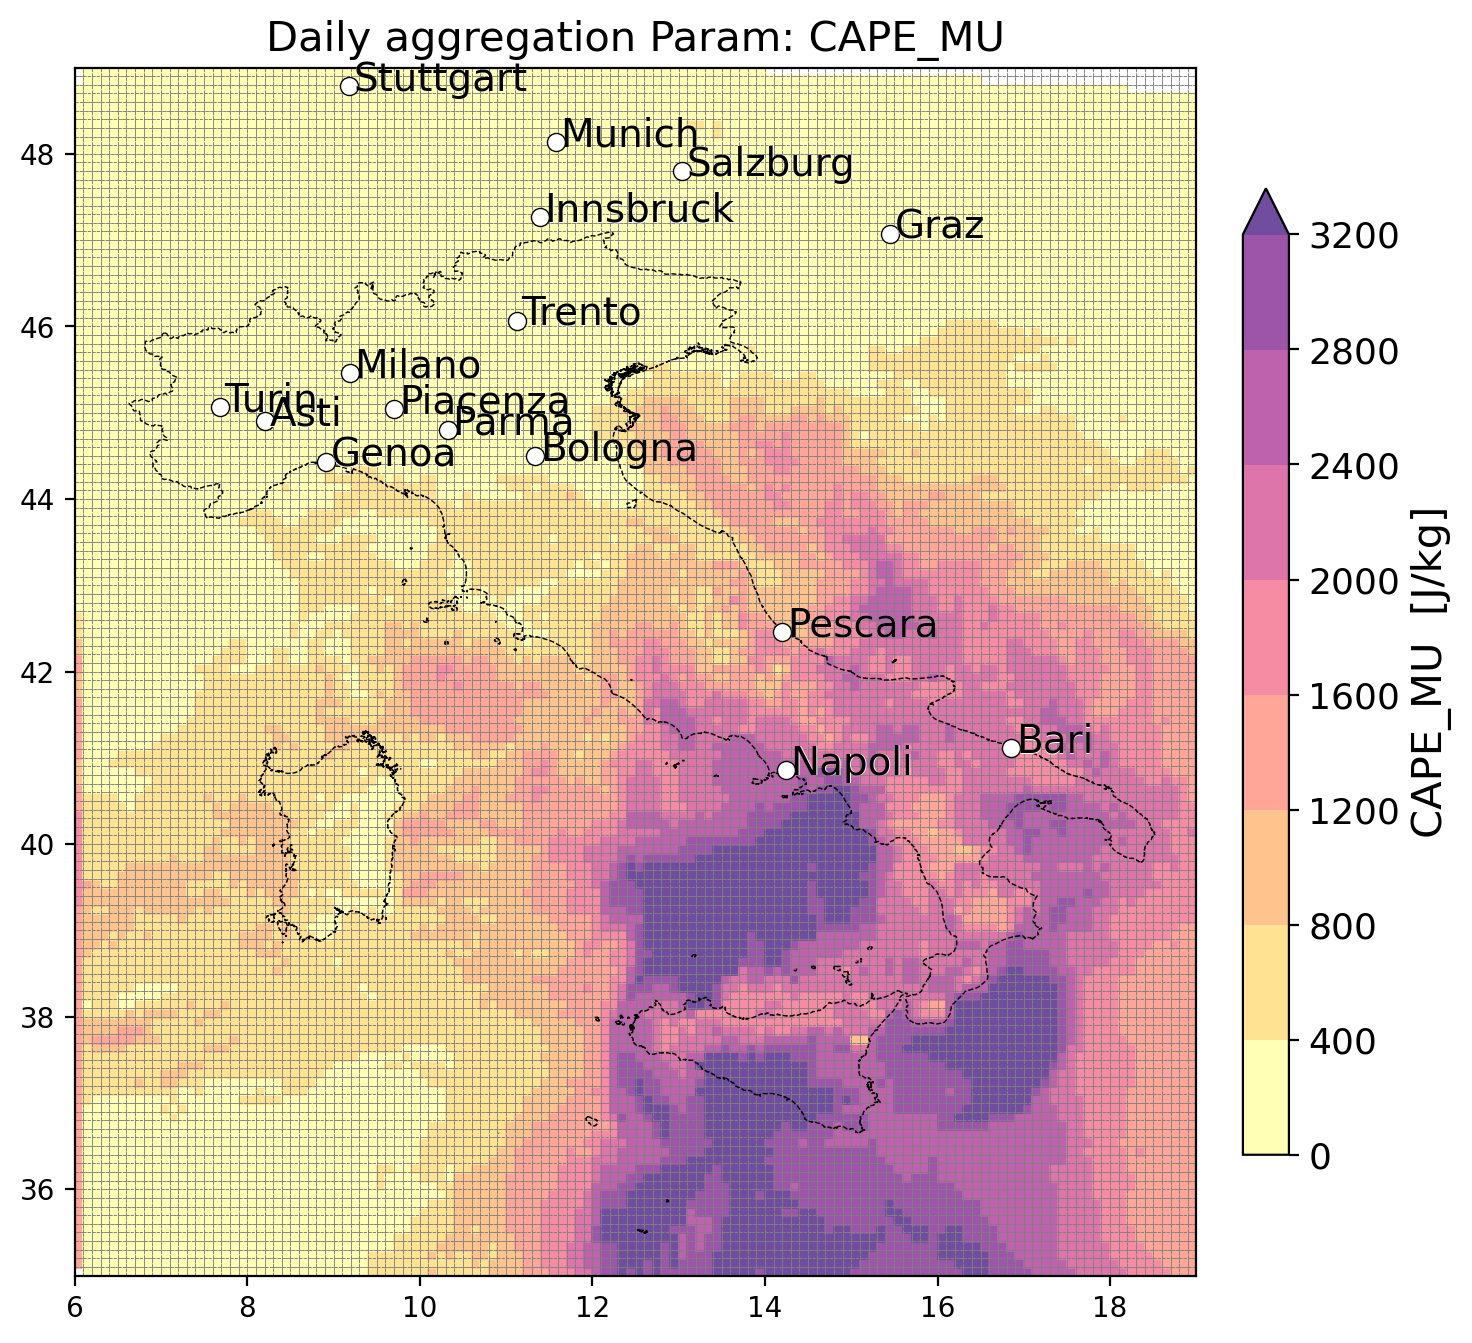 Daily aggregation Param: CAPE_MU
Stuttgart
Munich
Salzburg
Innsbruck
Graz
Trento
Milano
Turin
Asti
Piacenza
Parma
Genoa
Bologna
Pescara
Napoli
Bari
48
46
44
42
40
38
36
6
8
10
12
14
16
18
3200
2800
2400
2000
1600
1200
800
400
0
CAPE_MU [J/kg]